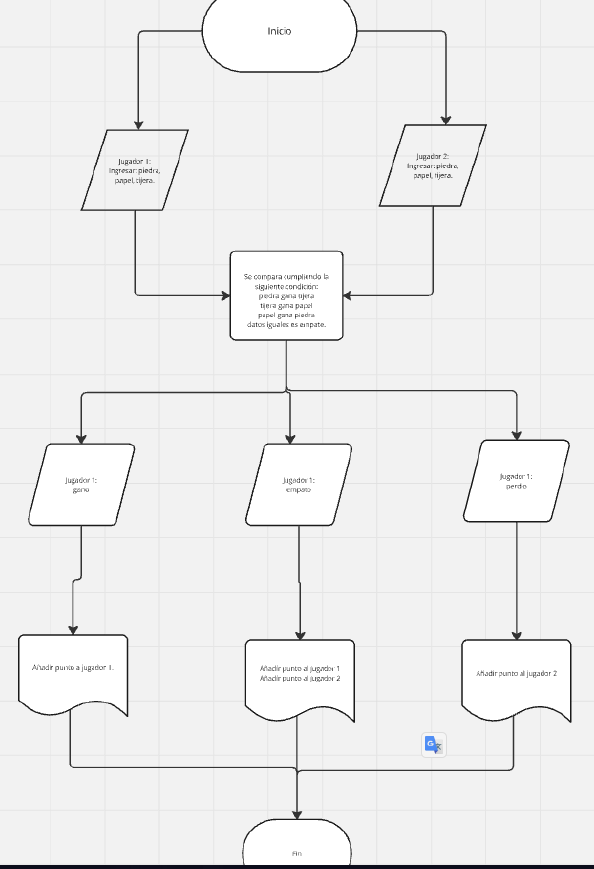 Inicio
Jugador 1:
Ingresar: piedra,
papel, tijera.
Jugador 2:
Ingresar: piedra,
papel, tijera.
Se compara cumpliendo la
siguiente condicion:
piedra gana tijera
tijera gana papel
papel gana piedra
datos iguales es empate.
Jugador 1:
gano
Jugador 1:
empato
Jugador 1:
perdio
Añadir punto a jugador 1.
Añadir punto al jugador 1
Añadir punto al jugador 2
Añadir punto al jugador 2
G
Fin